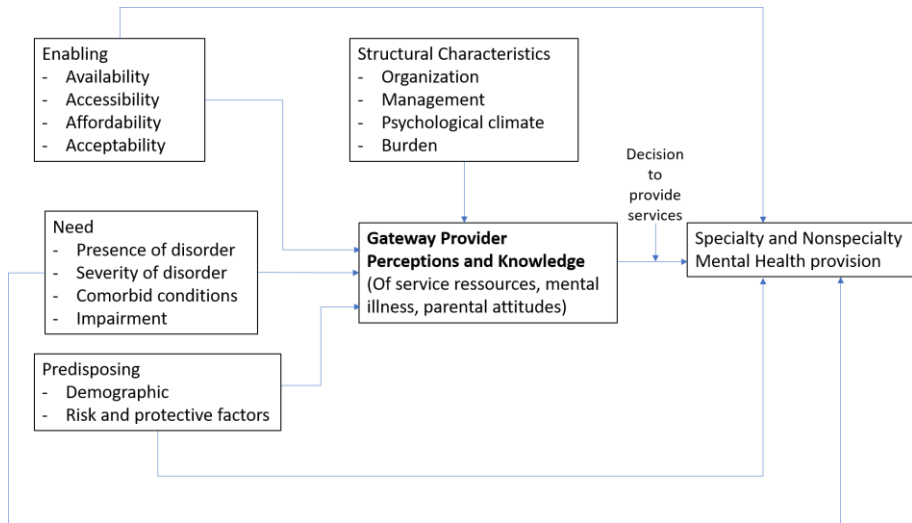 Enabling
- Availability
- Accessibility
- Affordability
- Acceptability
Structural Characteristics
- Organization
- Management
- Psychological climate
- Burden
Decision
to
provide
services
Need
- Presence of disorder
- Severity of disorder
- Comorbid conditions
- Impairment
Gateway Provider
Perceptions and Knowledge
(Of service ressources, mental
illness, parental attitudes)
Specialty and Nonspecialty
Mental Health provision
Predisposing
- Demographic
- Risk and protective factors